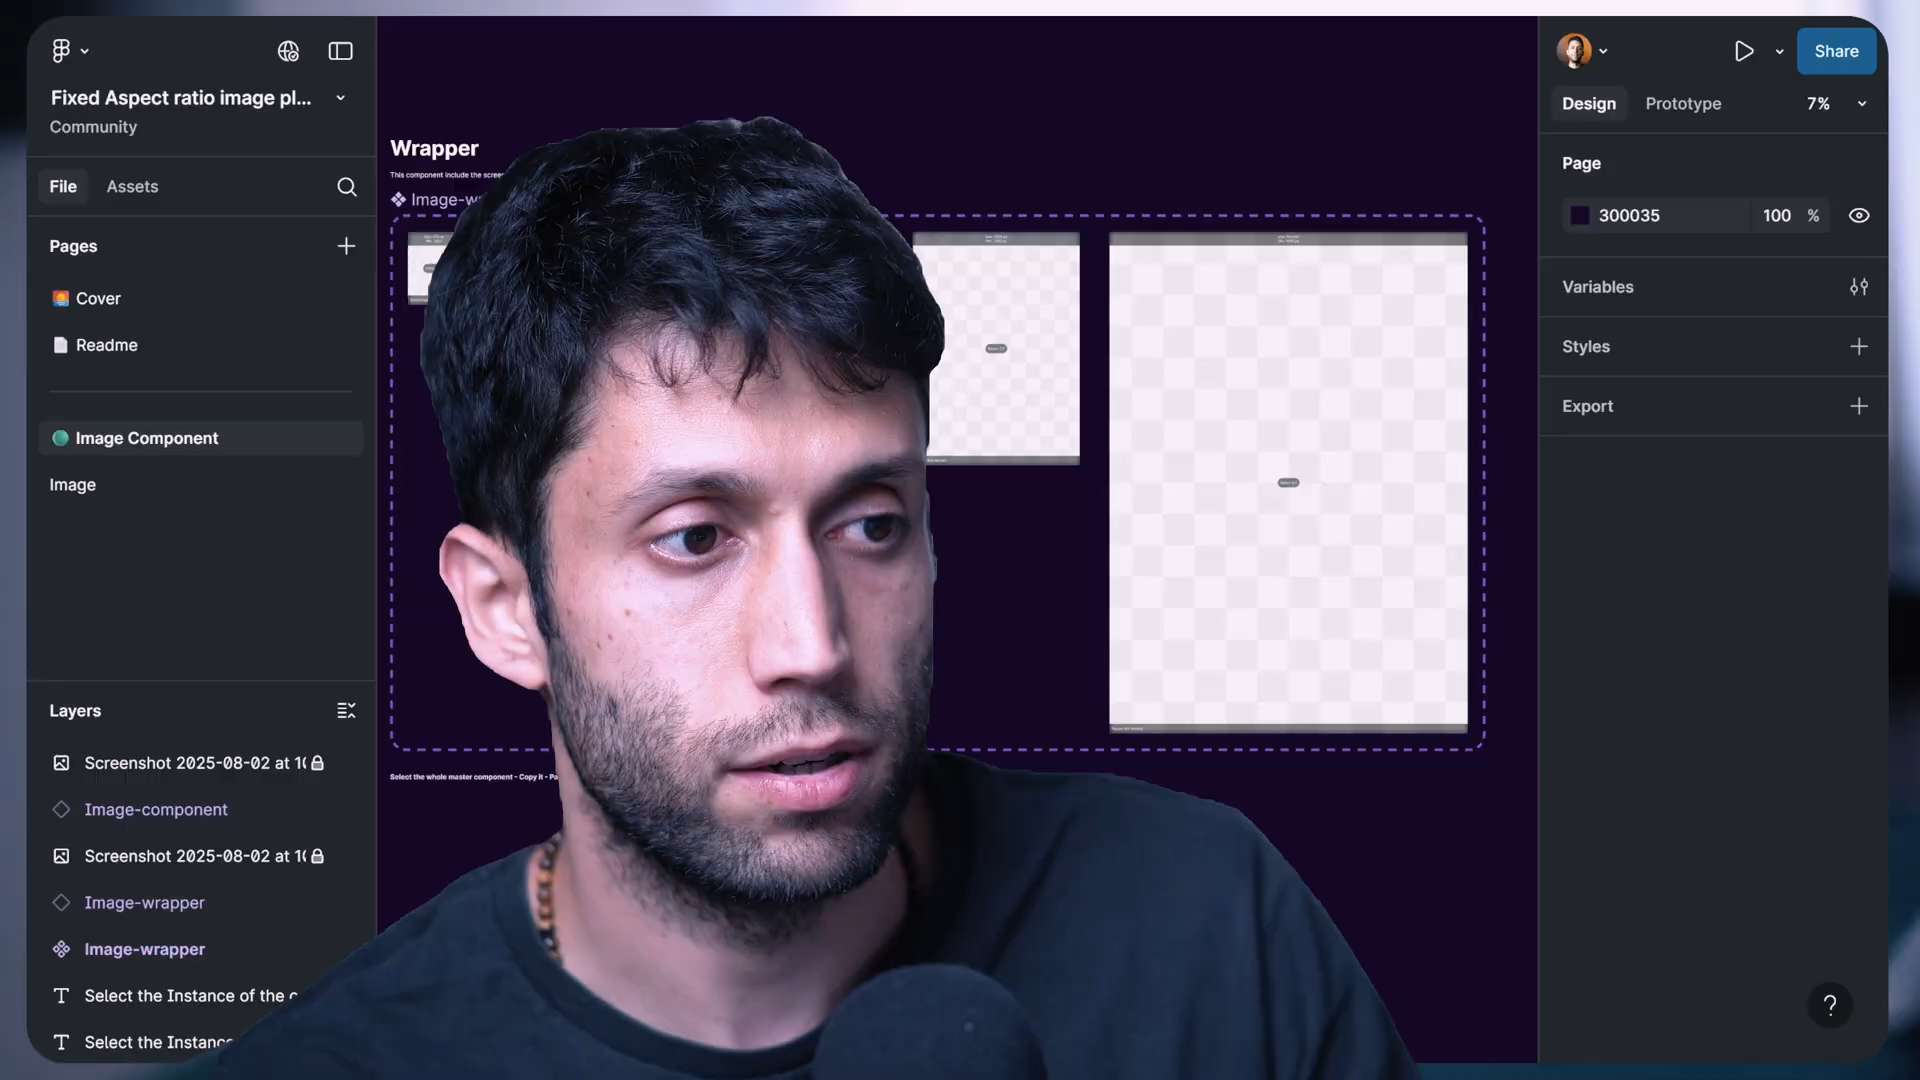 Fixed Aspect ratio image pl...
Community
File
Assets
Pages
Cover
Readme
Image Component
Image
Layers
Screenshot 2025-08-02 at 1(
Image-component
Screenshot 2025-08-02 at 1(
Image-wrapper
Image-wrapper
Select the Instance of the
Select the Instance
Wrapper
This component include the
Image-w
Select the whole master component - Copy it -
Share
Design
Prototype
7%
Page
300035
100
%
Variables
Styles
Export
?